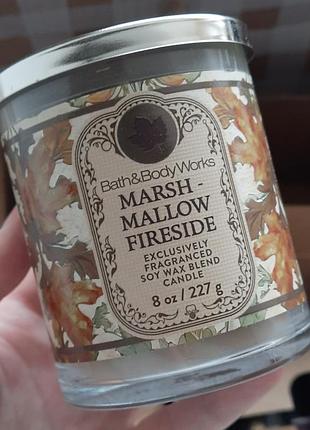 Bath&BodyWorks
MARSH-
MALLOW
FIRESIDE
EXCLUSIVELY
FRAGRANCED
SOY WAX BLEND
CANDLE
8 oz / 227 g